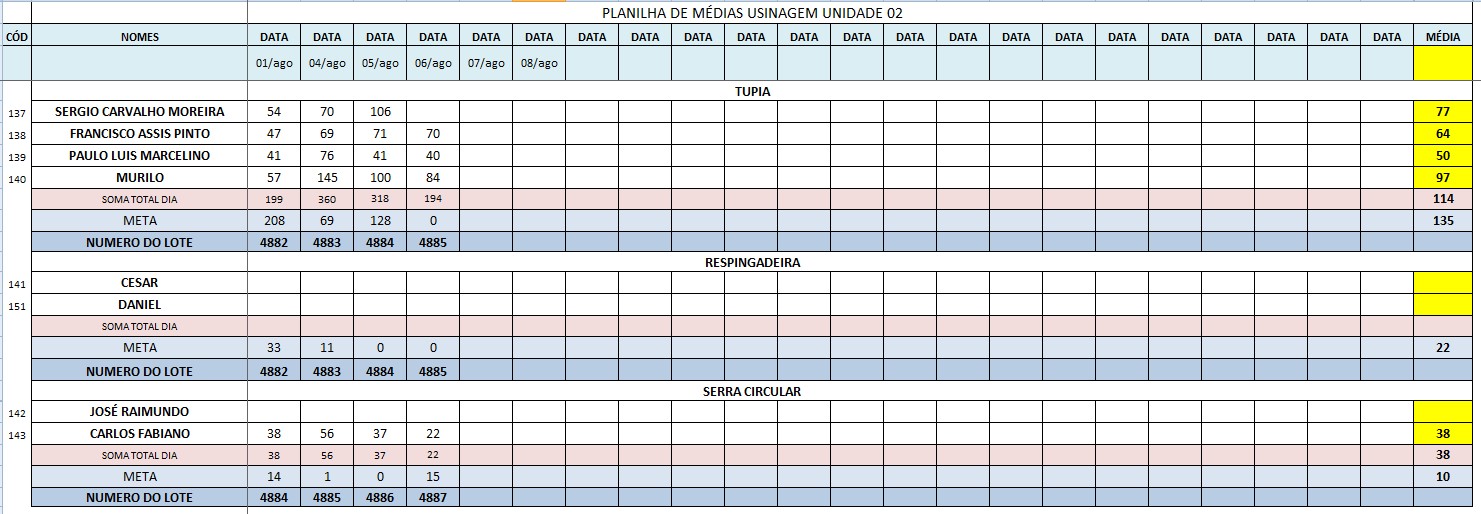 PLANILHA DE MÉDIAS USINAGEM UNIDADE 02
CÓD NOMES DATA DATA DATA DATA DATA DATA DATA DATA DATA DATA DATA DATA DATA DATA DATA DATA DATA DATA DATA DATA DATA DATA MÉDIA
01/ago 04/ago 05/ago 06/ago 07/ago 08/ago
TUPIA
137 SERGIO CARVALHO MOREIRA 54 70 106 77
138 FRANCISCO ASSIS PINTO 47 69 71 70 64
139 PAULO LUIS MARCELINO 41 76 41 40 50
140 MURILO 57 145 100 84 97
SOMA TOTAL DIA 199 360 318 194 114
META 208 69 128 0 135
NUMERO DO LOTE 4882 4883 4884 4885
RESPINGADEIRA
141 CESAR
151 DANIEL
SOMA TOTAL DIA
META 33 11 0 0 22
NUMERO DO LOTE 4882 4883 4884 4885
SERRA CIRCULAR
142 JOSÉ RAIMUNDO
143 CARLOS FABIANO 38 56 37 22 38
SOMA TOTAL DIA 38 56 37 22 38
META 14 1 0 15 10
NUMERO DO LOTE 4884 4885 4886 4887